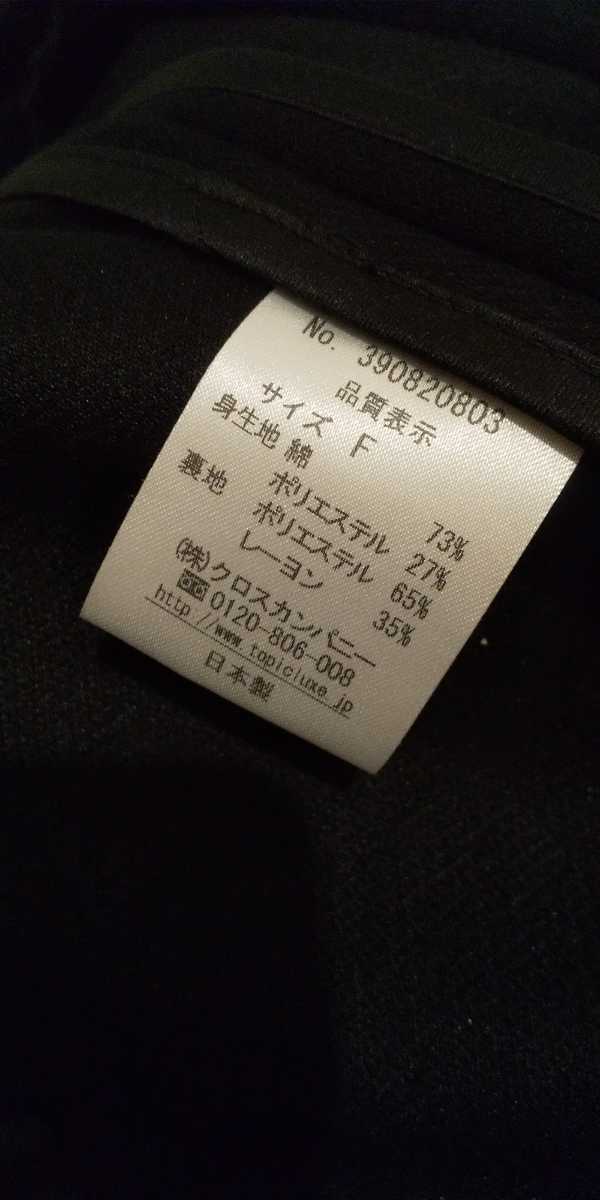 No. 390820803
品質表示
サイズ F
身生地 綿 73%
ポリエステル 27%
裏地 ポリエステル 65%
レーヨン 35%
(株)クロスカンパニー
0120-806-008
http://www.topicluxe.jp
日本製